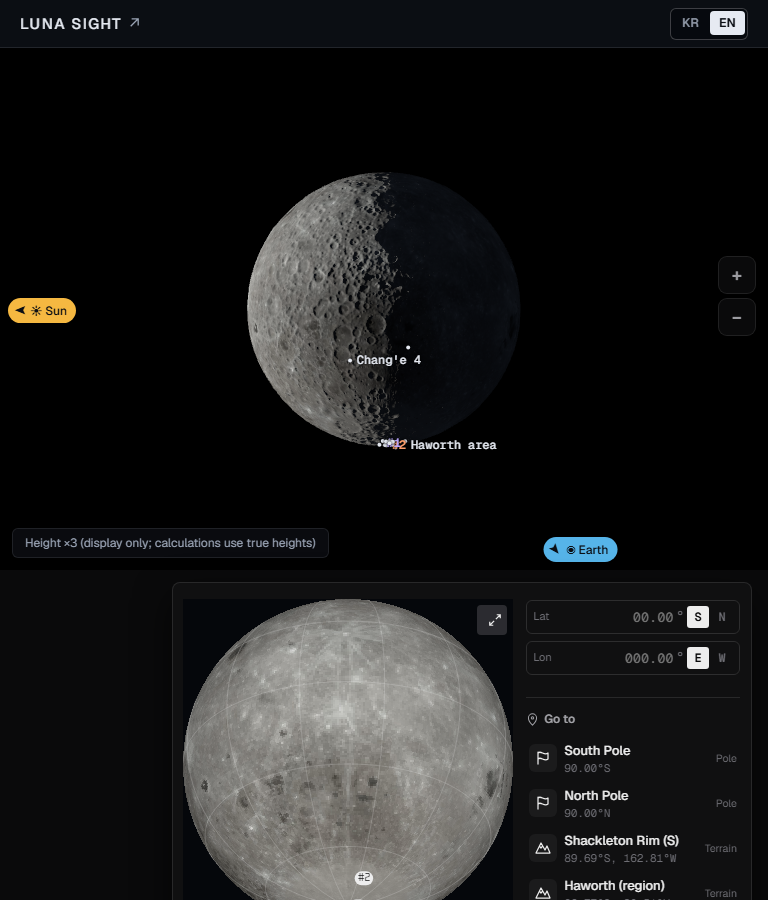 LUNA SIGHT
KR EN
Sun
+
−
Chang'e 4
#2 Haworth area
Height ×3 (display only; calculations use true heights)
Earth
Lat 00.00° S N
Lon 000.00° E W
Go to
South Pole
90.00°S
Pole
North Pole
90.00°N
Pole
Shackleton Rim (S)
89.69°S, 162.81°W
Terrain
Haworth (region)
Terrain
#2